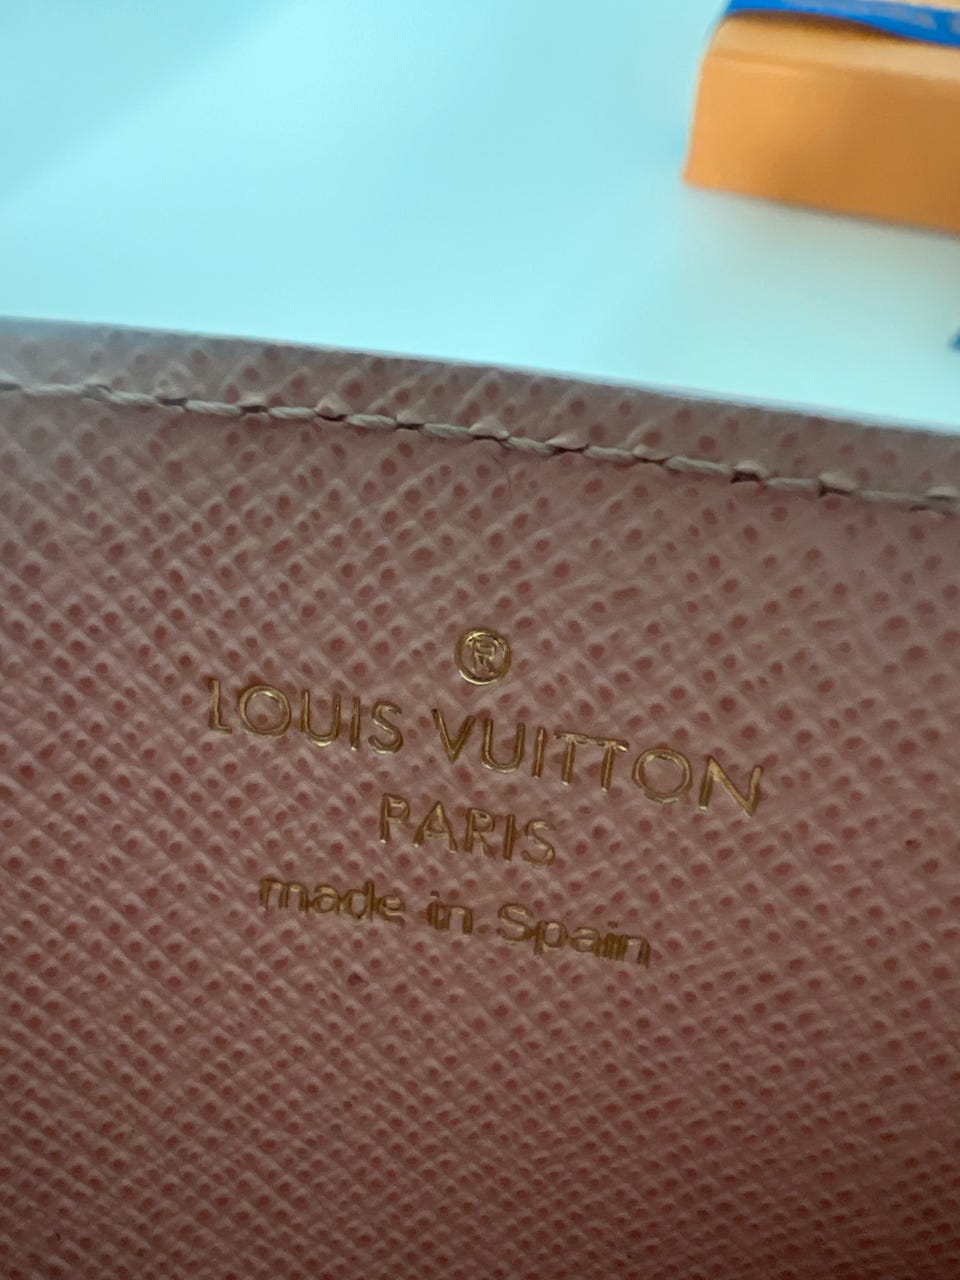 ®
LOUIS VUITTON
PARIS
made in Spain